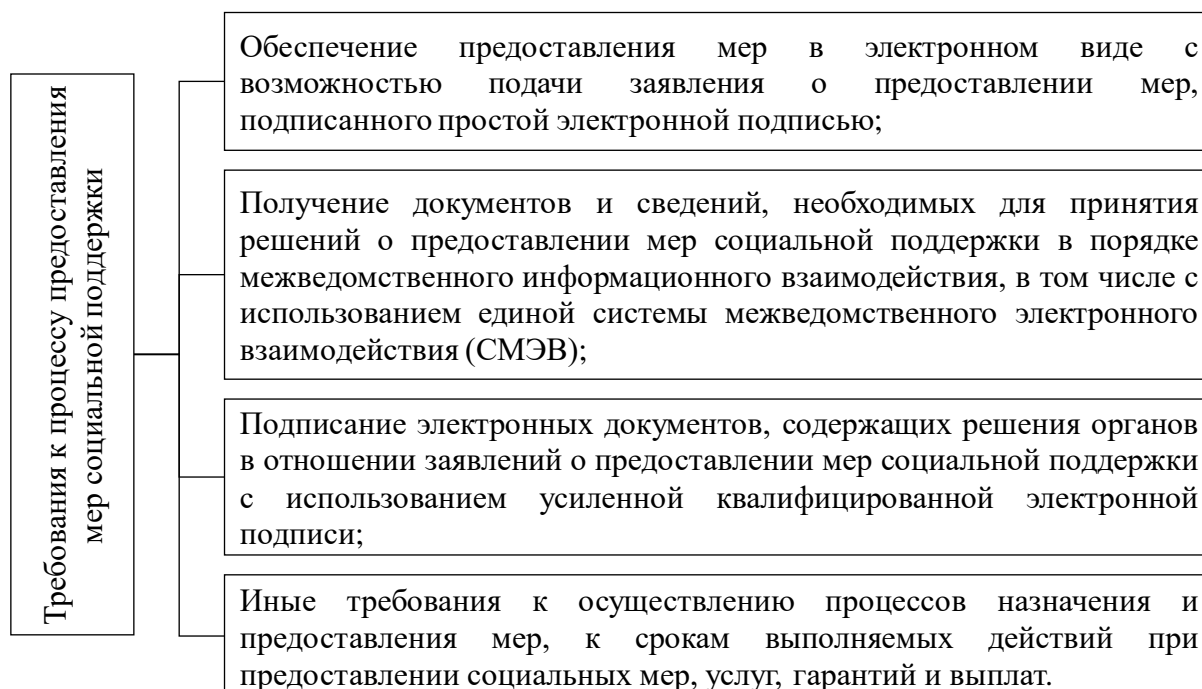 Требования к процессу предоставления
мер социальной поддержки
Обеспечение предоставления мер в электронном виде с
возможностью подачи заявления о предоставлении мер,
подписанного простой электронной подписью;
Получение документов и сведений, необходимых для принятия
решений о предоставлении мер социальной поддержки в порядке
межведомственного информационного взаимодействия, в том числе с
использованием единой системы межведомственного электронного
взаимодействия (СМЭВ);
Подписание электронных документов, содержащих решения органов
в отношении заявлений о предоставлении мер социальной поддержки
с использованием усиленной квалифицированной электронной
подписи;
Иные требования к осуществлению процессов назначения и
предоставления мер, к срокам выполняемых действий при
предоставлении социальных мер, услуг, гарантий и выплат.